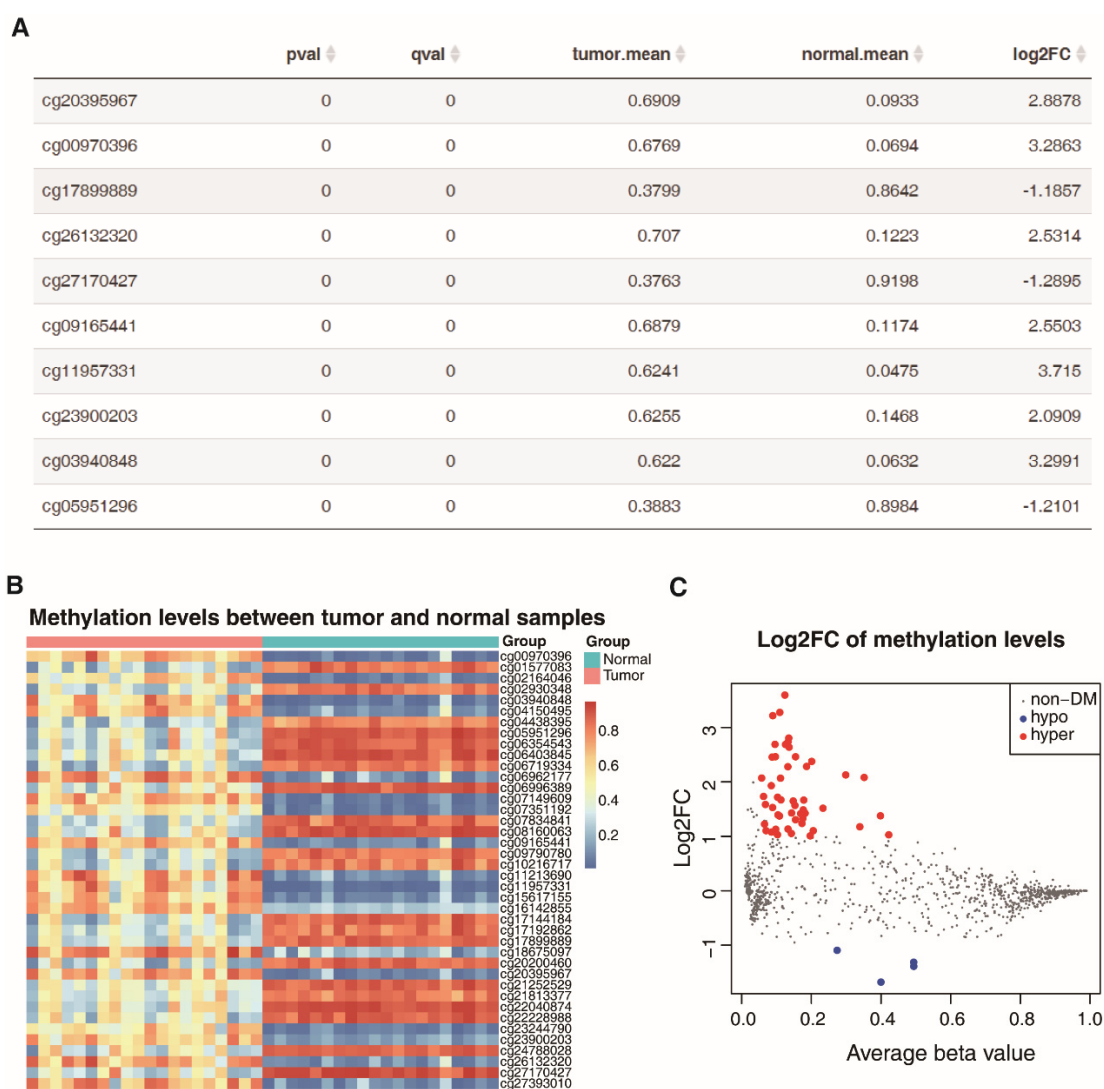 A
pval qval tumor.mean normal.mean log2FC
cg20395967 0 0 0.6909 0.0933 2.8878
cg00970396 0 0 0.6769 0.0694 3.2863
cg17899889 0 0 0.3799 0.8642 -1.1857
cg26132320 0 0 0.707 0.1223 2.5314
cg27170427 0 0 0.3763 0.9198 -1.2895
cg09165441 0 0 0.6879 0.1174 2.5503
cg11957331 0 0 0.6241 0.0475 3.715
cg23900203 0 0 0.6255 0.1468 2.0909
cg03940848 0 0 0.622 0.0632 3.2991
cg05951296 0 0 0.3883 0.8984 -1.2101
B
Methylation levels between tumor and normal samples
Group
cg00970396
cg01577083
cg02164046
cg02930348
cg03940848
cg04150495
cg04438395
cg05951296
cg06354543
cg06403845
cg06719334
cg06962177
cg06996389
cg07149609
cg07351192
cg07834841
cg08160063
cg09165441
cg09790780
cg10216717
cg11213690
cg11957331
cg15617155
cg16142855
cg17144184
cg17192862
cg17899889
cg18675097
cg20200460
cg20395967
cg21252529
cg21813377
cg22040874
cg22228988
cg23244790
cg23900203
cg24788028
cg26132320
cg27170427
cg27393010
Group
Normal
Tumor
0.8
0.6
0.4
0.2
C
Log2FC of methylation levels
non-DM
hypo
hyper
Log2FC
3
2
1
0
-1
0.0 0.2 0.4 0.6 0.8 1.0
Average beta value